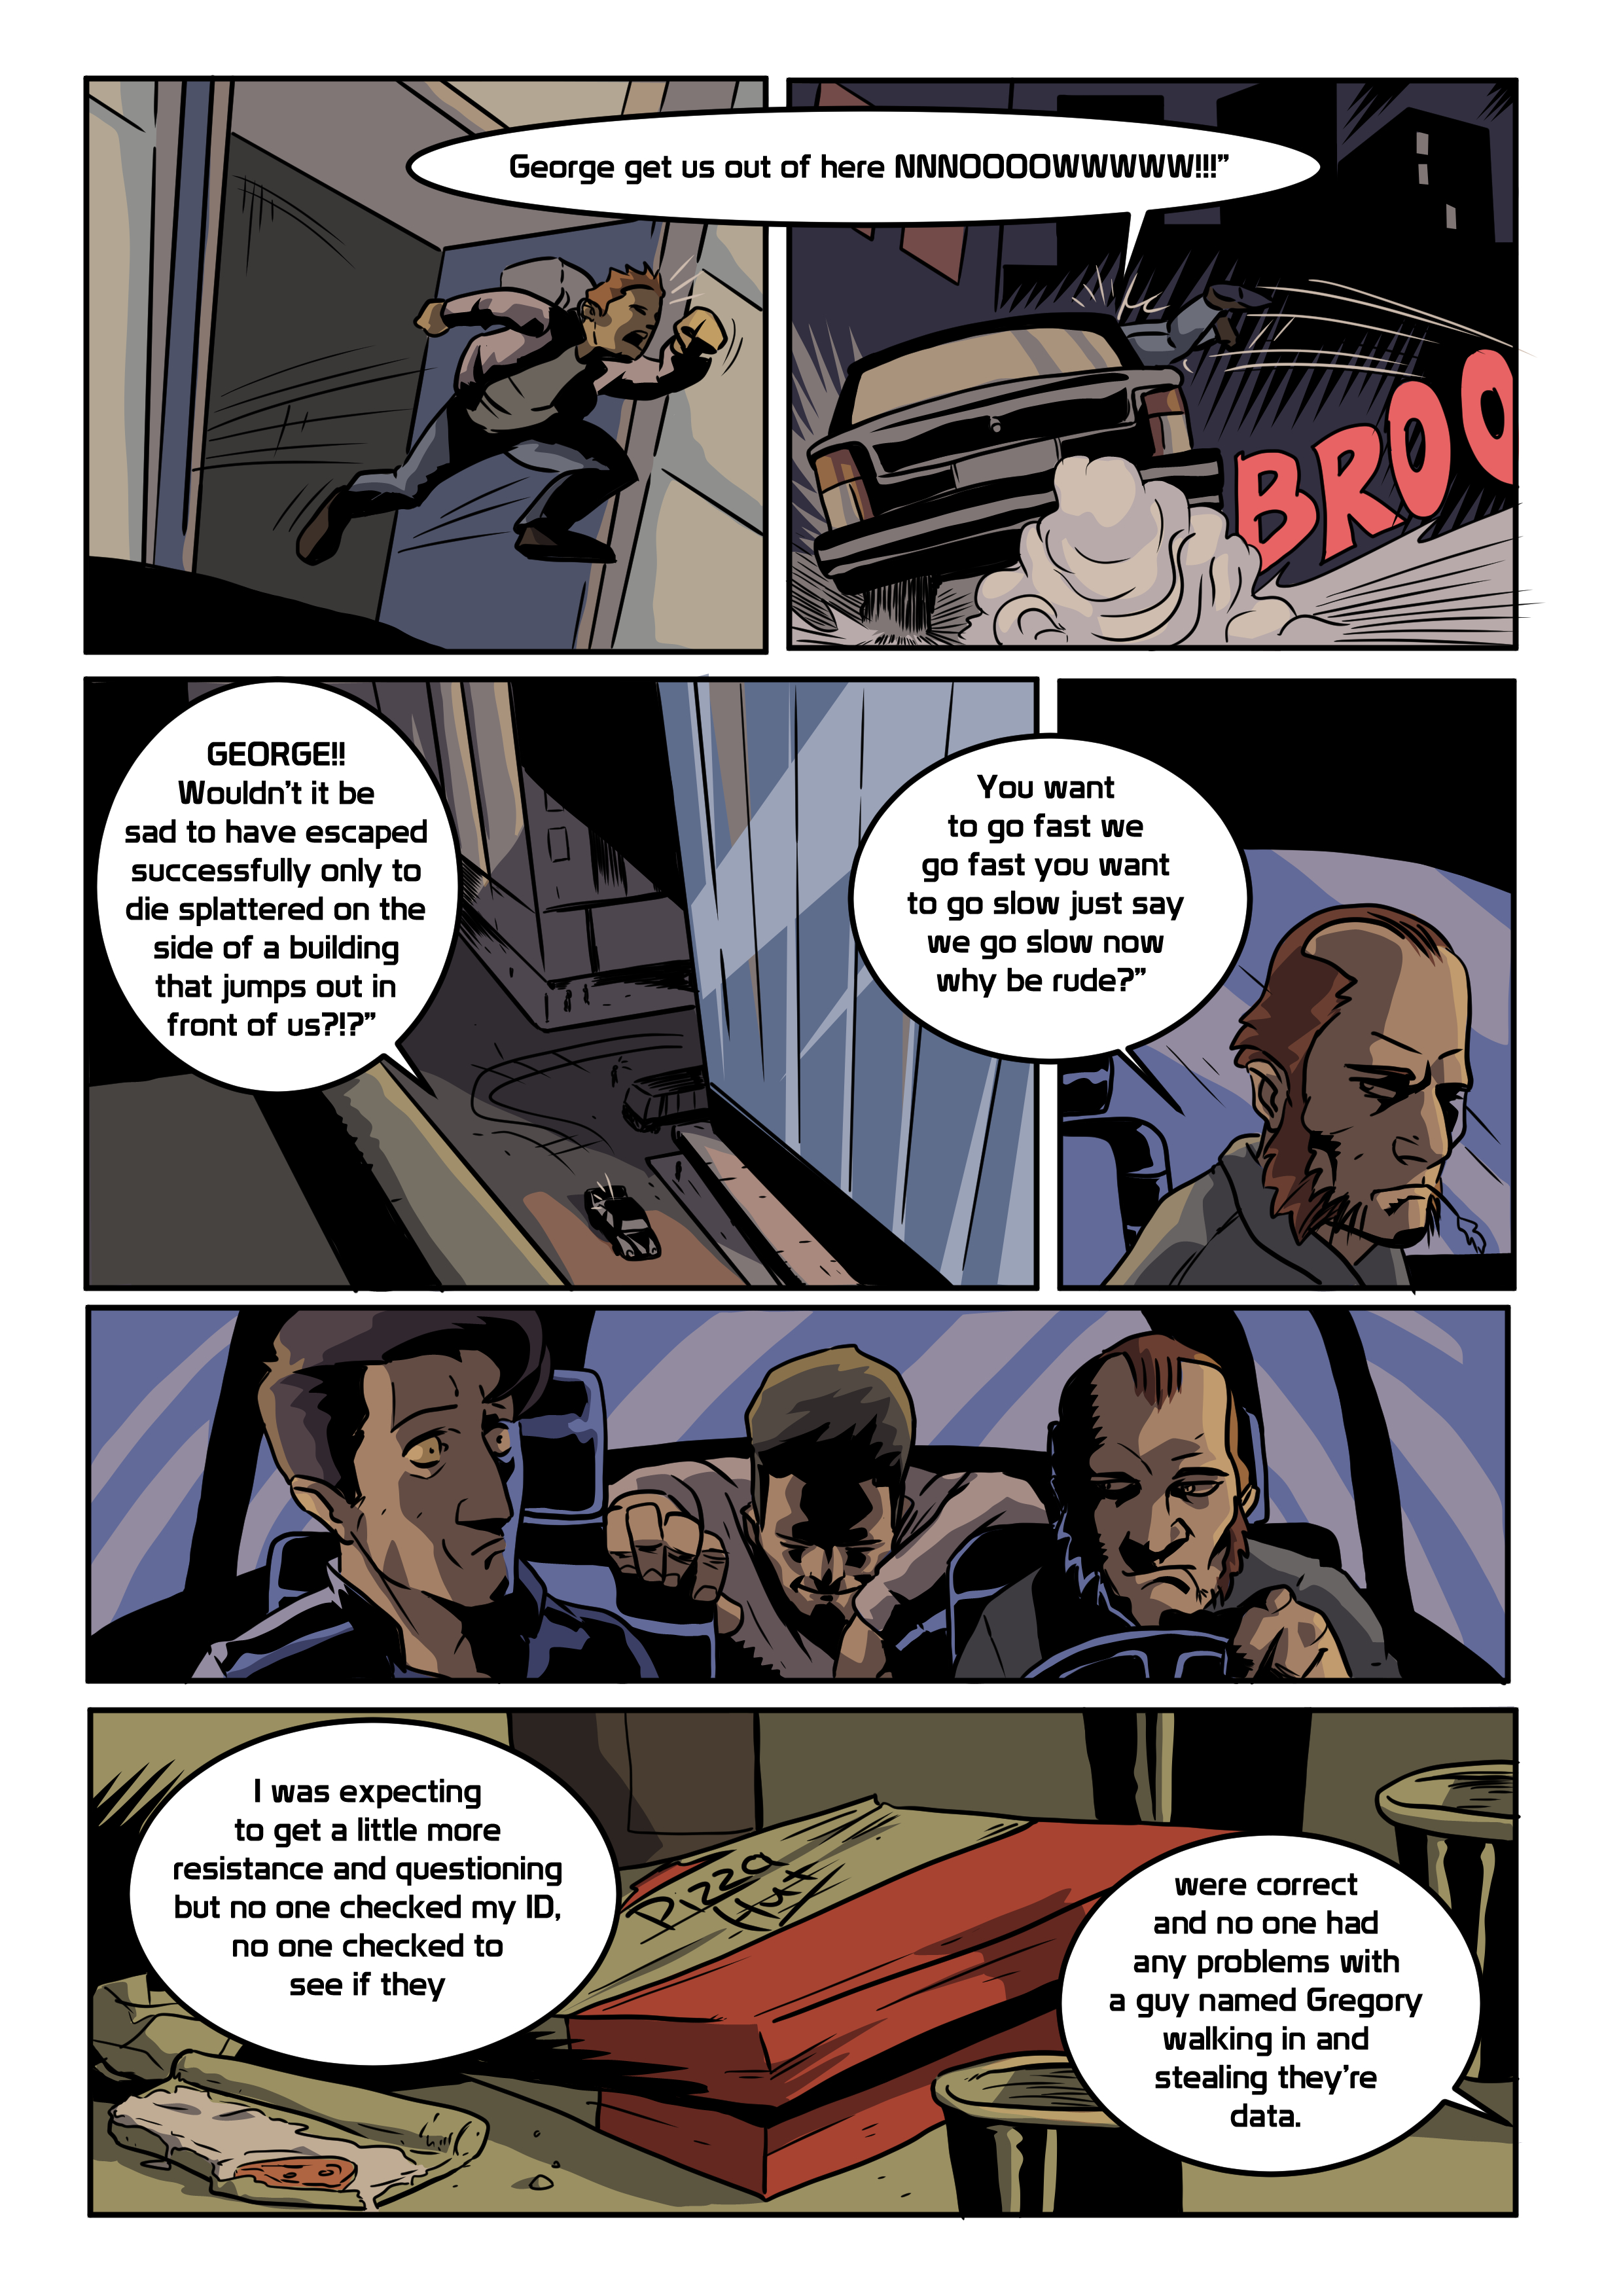 George get us out of here NNNOOOOWWWWW!!!”
BROO
GEORGE!!
Wouldn’t it be
sad to have escaped
successfully only to
die splattered on the
side of a building
that jumps out in
front of us?!?”
You want
to go fast we
go fast you want
to go slow just say
we go slow now
why be rude?”
I was expecting
to get a little more
resistance and questioning
but no one checked my ID,
no one checked to
see if they
Pizza
Hut
were correct
and no one had
any problems with
a guy named Gregory
walking in and
stealing they’re
data.